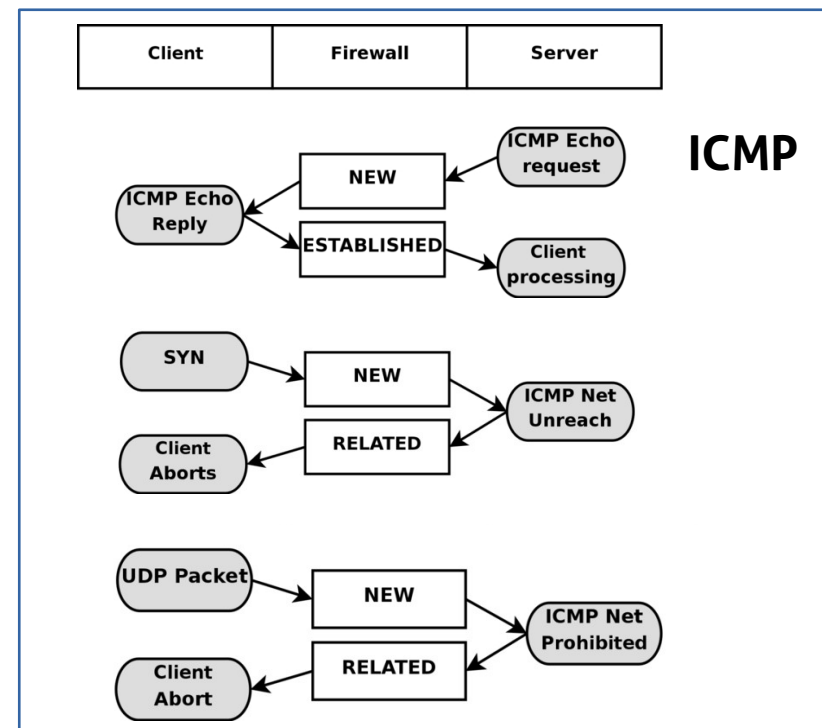 Client Firewall Server
ICMP
ICMP Echo
request
NEW
ICMP Echo
Reply
ESTABLISHED
Client
processing
SYN
NEW
ICMP Net
Unreach
RELATED
Client
Aborts
UDP Packet
NEW
ICMP Net
Prohibited
RELATED
Client
Abort